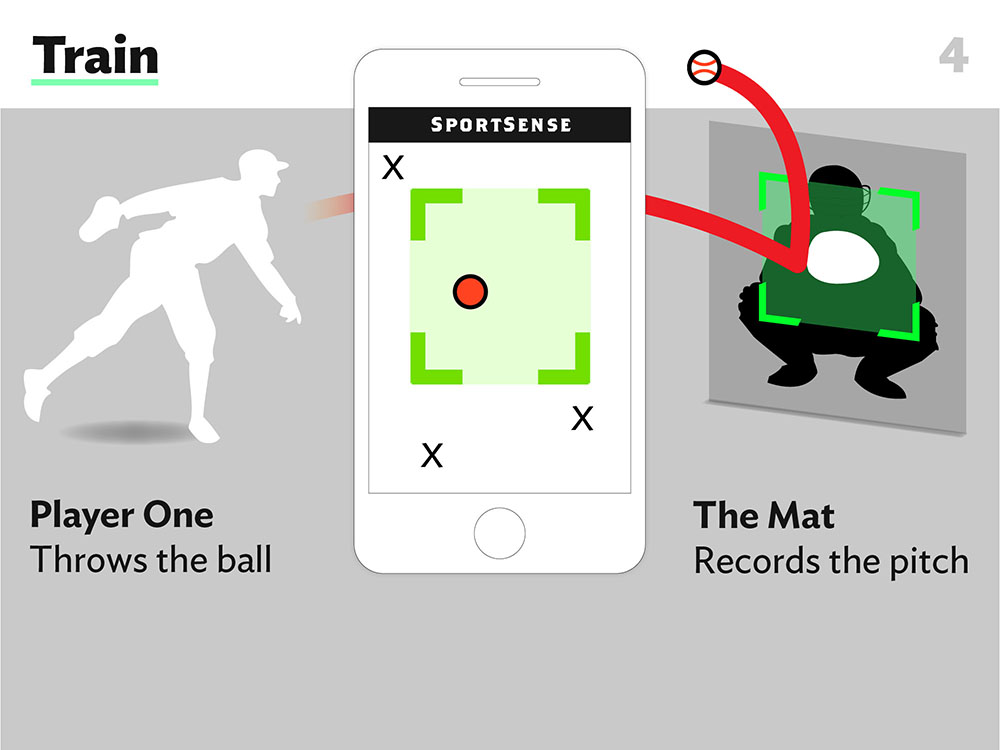 Train
4
SPORTSENSE
X
X
X
Player One
Throws the ball
The Mat
Records the pitch